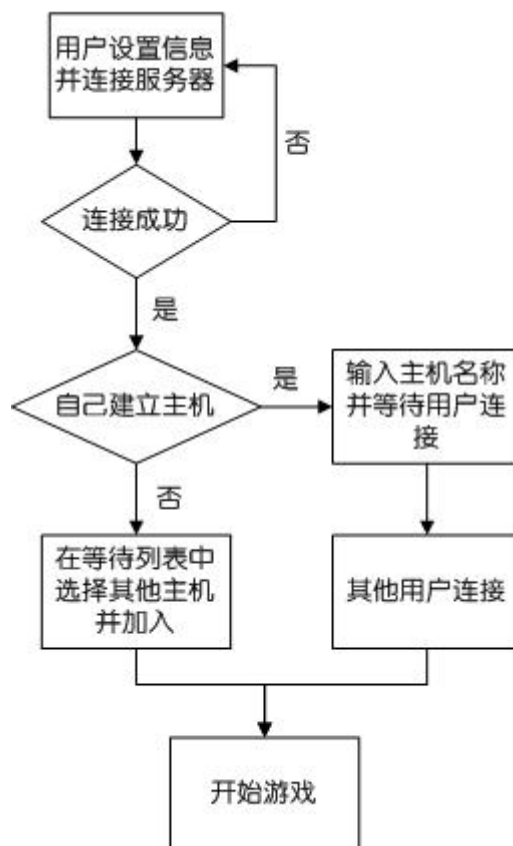 用户设置信息
并连接服务器
否
连接成功
是
自己建立主机
是
输入主机名称
并等待用户连
接
否
在等待列表中
选择其他主机
并加入
其他用户连接
开始游戏